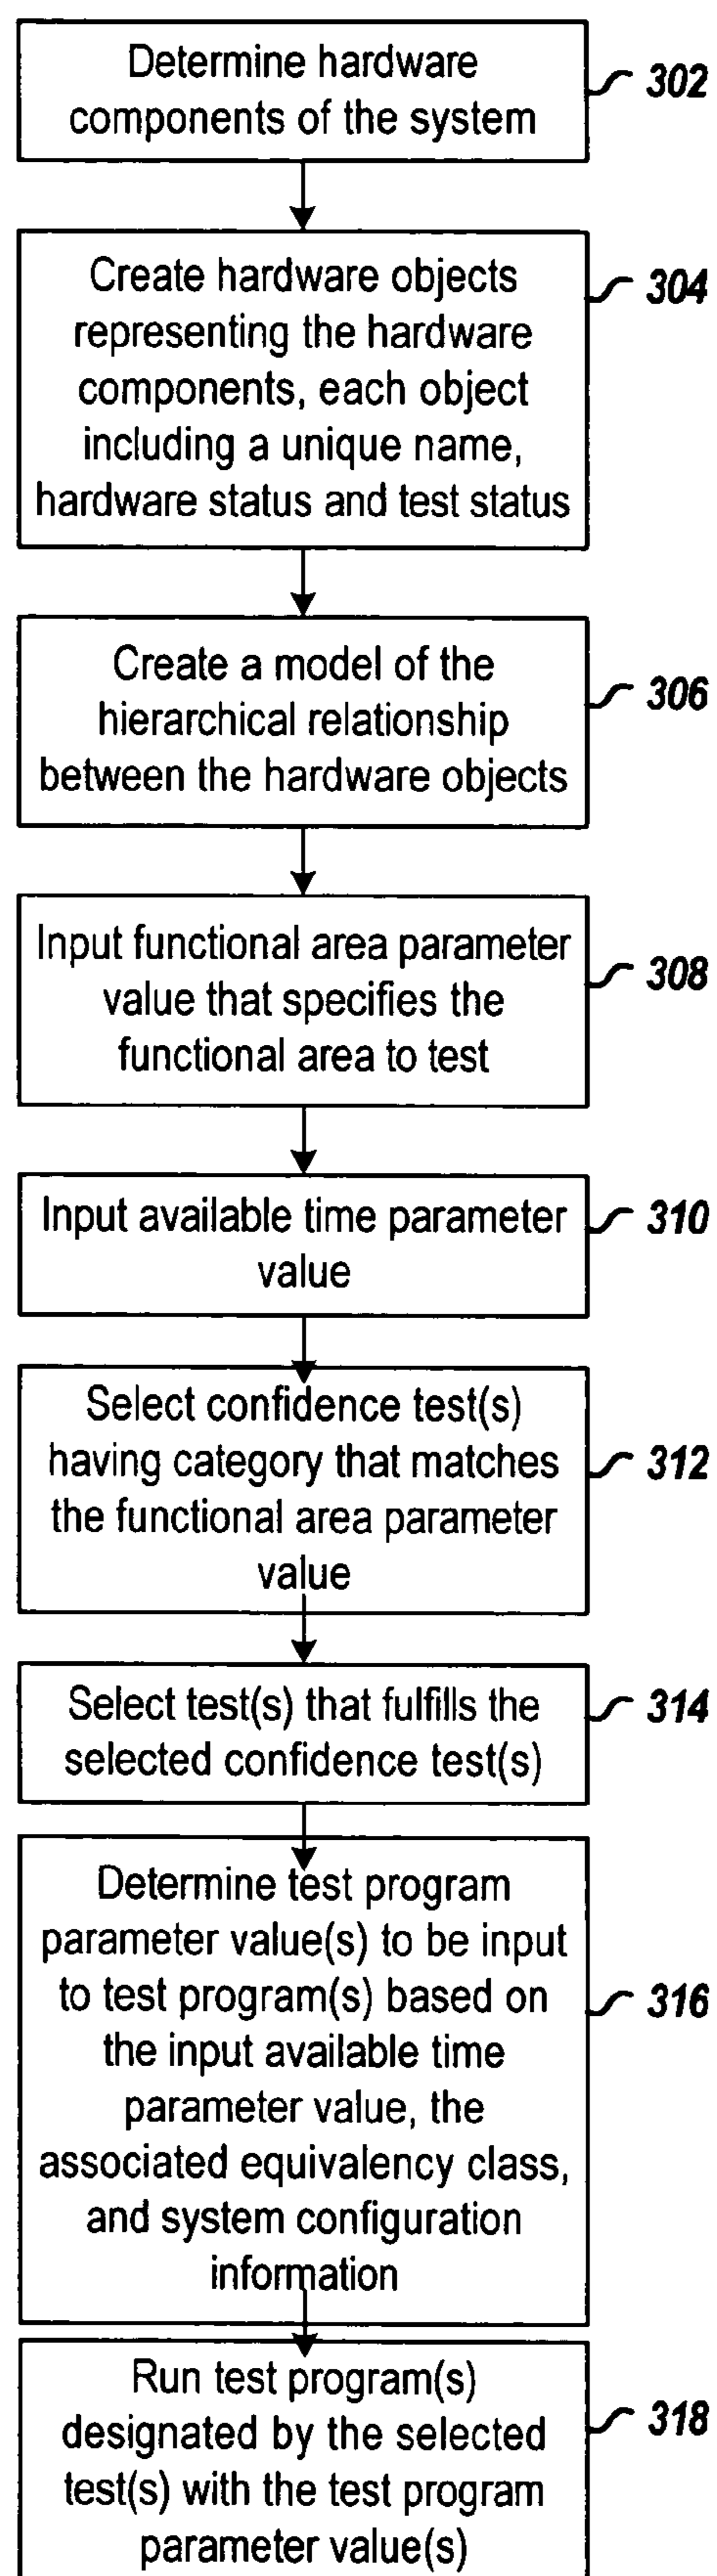 Determine hardware
components of the system
302
Create hardware objects
representing the hardware
components, each object
including a unique name,
hardware status and test status
304
Create a model of the
hierarchical relationship
between the hardware objects
306
Input functional area parameter
value that specifies the
functional area to test
308
Input available time parameter
value
310
Select confidence test(s)
having category that matches
the functional area parameter
value
312
Select test(s) that fulfills the
selected confidence test(s)
314
Determine test program
parameter value(s) to be input
to test program(s) based on
the input available time
parameter value, the
associated equivalency class,
and system configuration
information
316
Run test program(s)
designated by the selected
test(s) with the test program
parameter value(s)
318